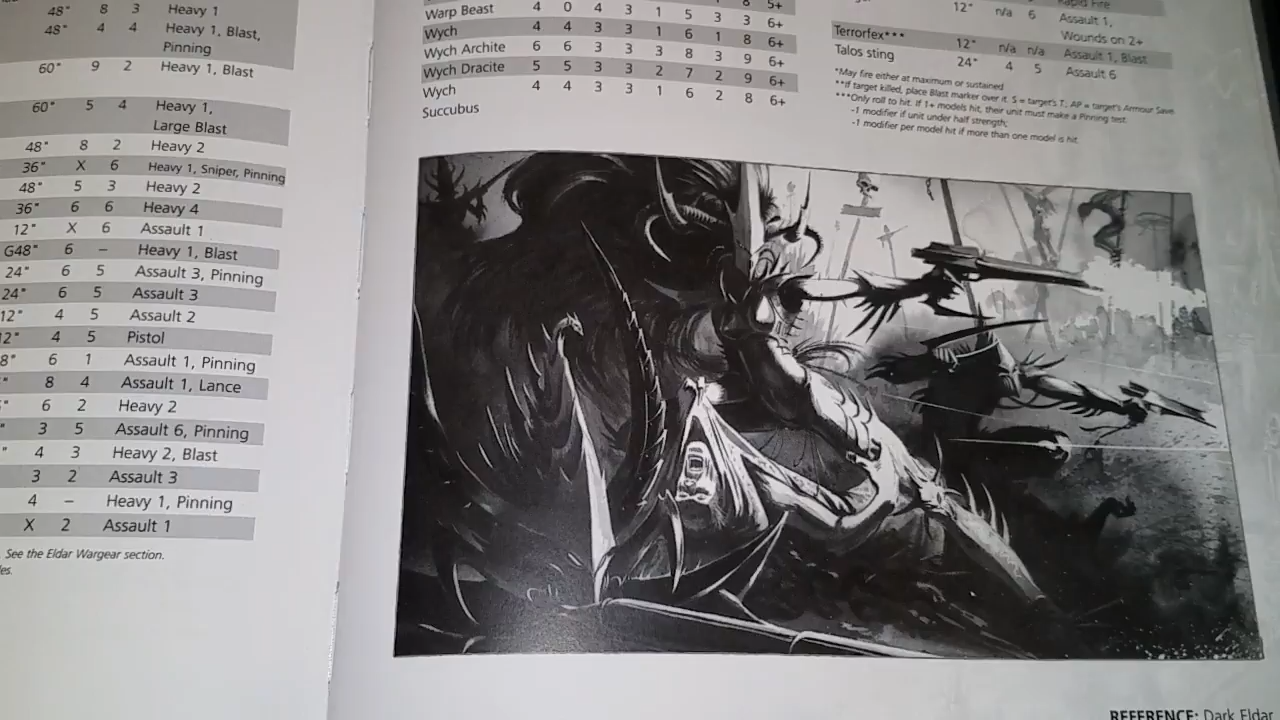 48" 8 3 Heavy 1
48" 4 4 Heavy 1, Blast,
Pinning
60" 9 2 Heavy 1, Blast
60" 5 4 Heavy 1,
Large Blast
48" 8 2 Heavy 2
36" X 6 Heavy 1, Sniper, Pinning
48" 5 3 Heavy 2
36" 6 6 Heavy 4
12" X 6 Assault 1
G48" 6 – Heavy 1, Blast
24" 6 5 Assault 3, Pinning
24" 6 5 Assault 3
12" 4 5 Assault 2
12" 4 5 Pistol
8" 6 1 Assault 1, Pinning
" 8 4 Assault 1, Lance
" 6 2 Heavy 2
" 3 5 Assault 6, Pinning
" 4 3 Heavy 2, Blast
3 2 Assault 3
4 – Heavy 1, Pinning
X 2 Assault 1
See the Eldar Wargear section.
les.
8 5+
Warp Beast 4 0 4 3 1 5 3 3 6+
Wych 4 4 3 3 1 6 1 8 6+
Wych Archite 6 6 3 3 3 8 3 9 6+
Wych Dracite 5 5 3 3 2 7 2 9 6+
Wych 4 4 3 3 1 6 2 8 6+
Succubus
Rapid Fire
12" n/a 6 Assault 1,
Wounds on 2+
Terrorfex*** 12" n/a n/a Assault 1, Blast
Talos sting 24" 4 5 Assault 6
*May fire either at maximum or sustained
**If target killed, place Blast marker over it. S = target's T; AP = target's Armour Save.
***Only roll to hit. If 1+ models hit, their unit must make a Pinning test.
-1 modifier if unit under half strength;
-1 modifier per model hit if more than one model is hit.
REFERENCE: Dark Eldar